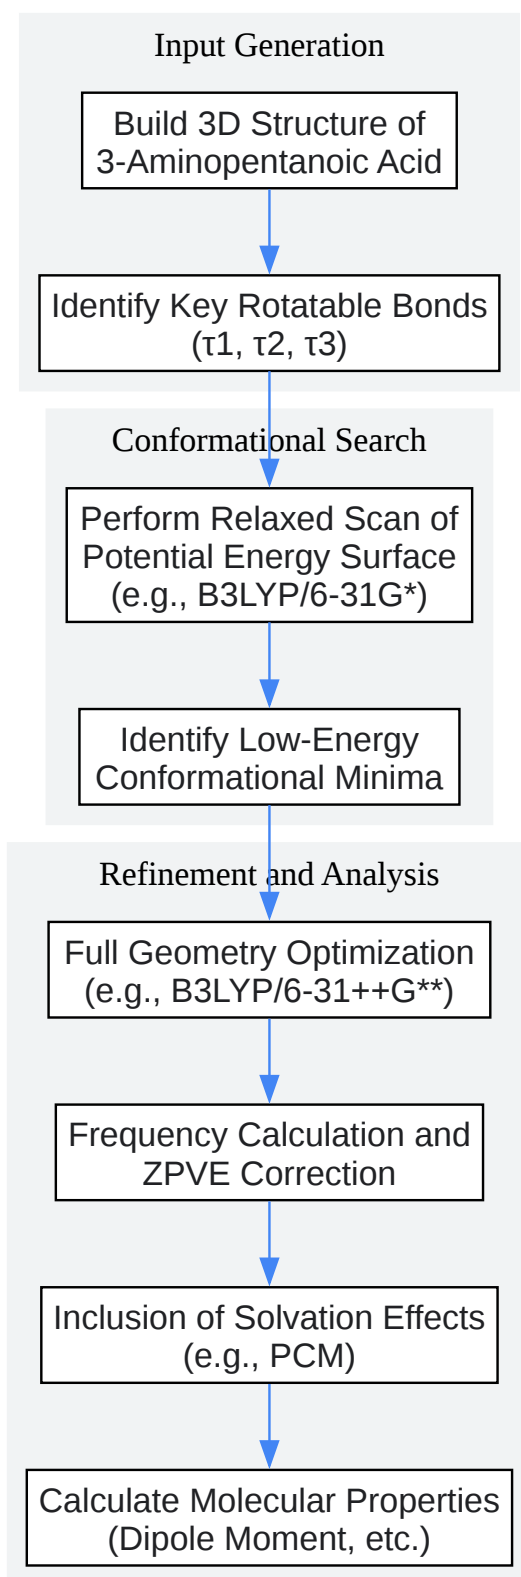 Input Generation
Build 3D Structure of
3-Aminopentanoic Acid
Identify Key Rotatable Bonds
(τ1, τ2, τ3)
Conformational Search
Perform Relaxed Scan of
Potential Energy Surface
(e.g., B3LYP/6-31G*)
Identify Low-Energy
Conformational Minima
Refinement and Analysis
Full Geometry Optimization
(e.g., B3LYP/6-31++G**)
Frequency Calculation and
ZPVE Correction
Inclusion of Solvation Effects
(e.g., PCM)
Calculate Molecular Properties
(Dipole Moment, etc.)